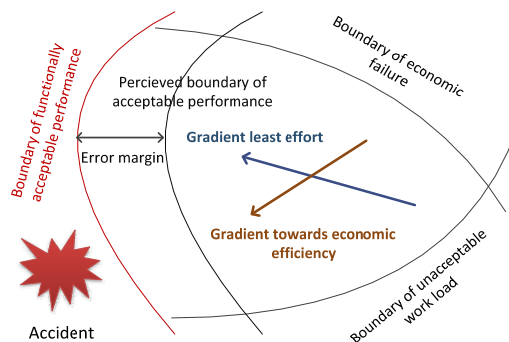 Boundary of functionally
acceptable performance
Percieved boundary of
acceptable performance
Boundary of economic
failure
Error margin
Gradient least effort
Gradient towards economic
efficiency
Boundary of unacceptable
work load
Accident